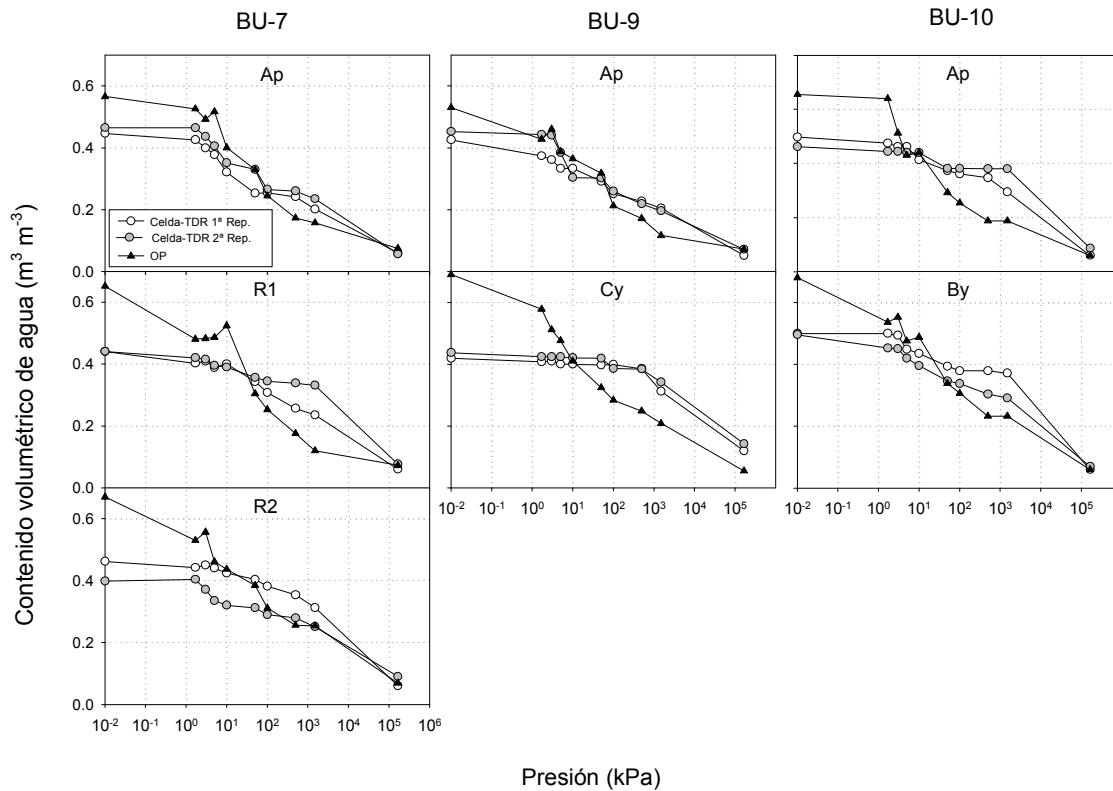 BU-7
BU-9
BU-10
Ap
Ap
Ap
0.6
0.4
0.2
0.0
Celda-TDR 1ª Rep.
Celda-TDR 2ª Rep.
OP
R1
Cy
By
0.6
0.4
0.2
10⁻² 10⁻¹ 10⁰ 10¹ 10² 10³ 10⁴ 10⁵
10⁻² 10⁻¹ 10⁰ 10¹ 10² 10³ 10⁴ 10⁵
R2
0.6
0.4
0.2
0.0
10⁻² 10⁻¹ 10⁰ 10¹ 10² 10³ 10⁴ 10⁵ 10⁶
Contenido volumétrico de agua (m³ m⁻³)
Presión (kPa)